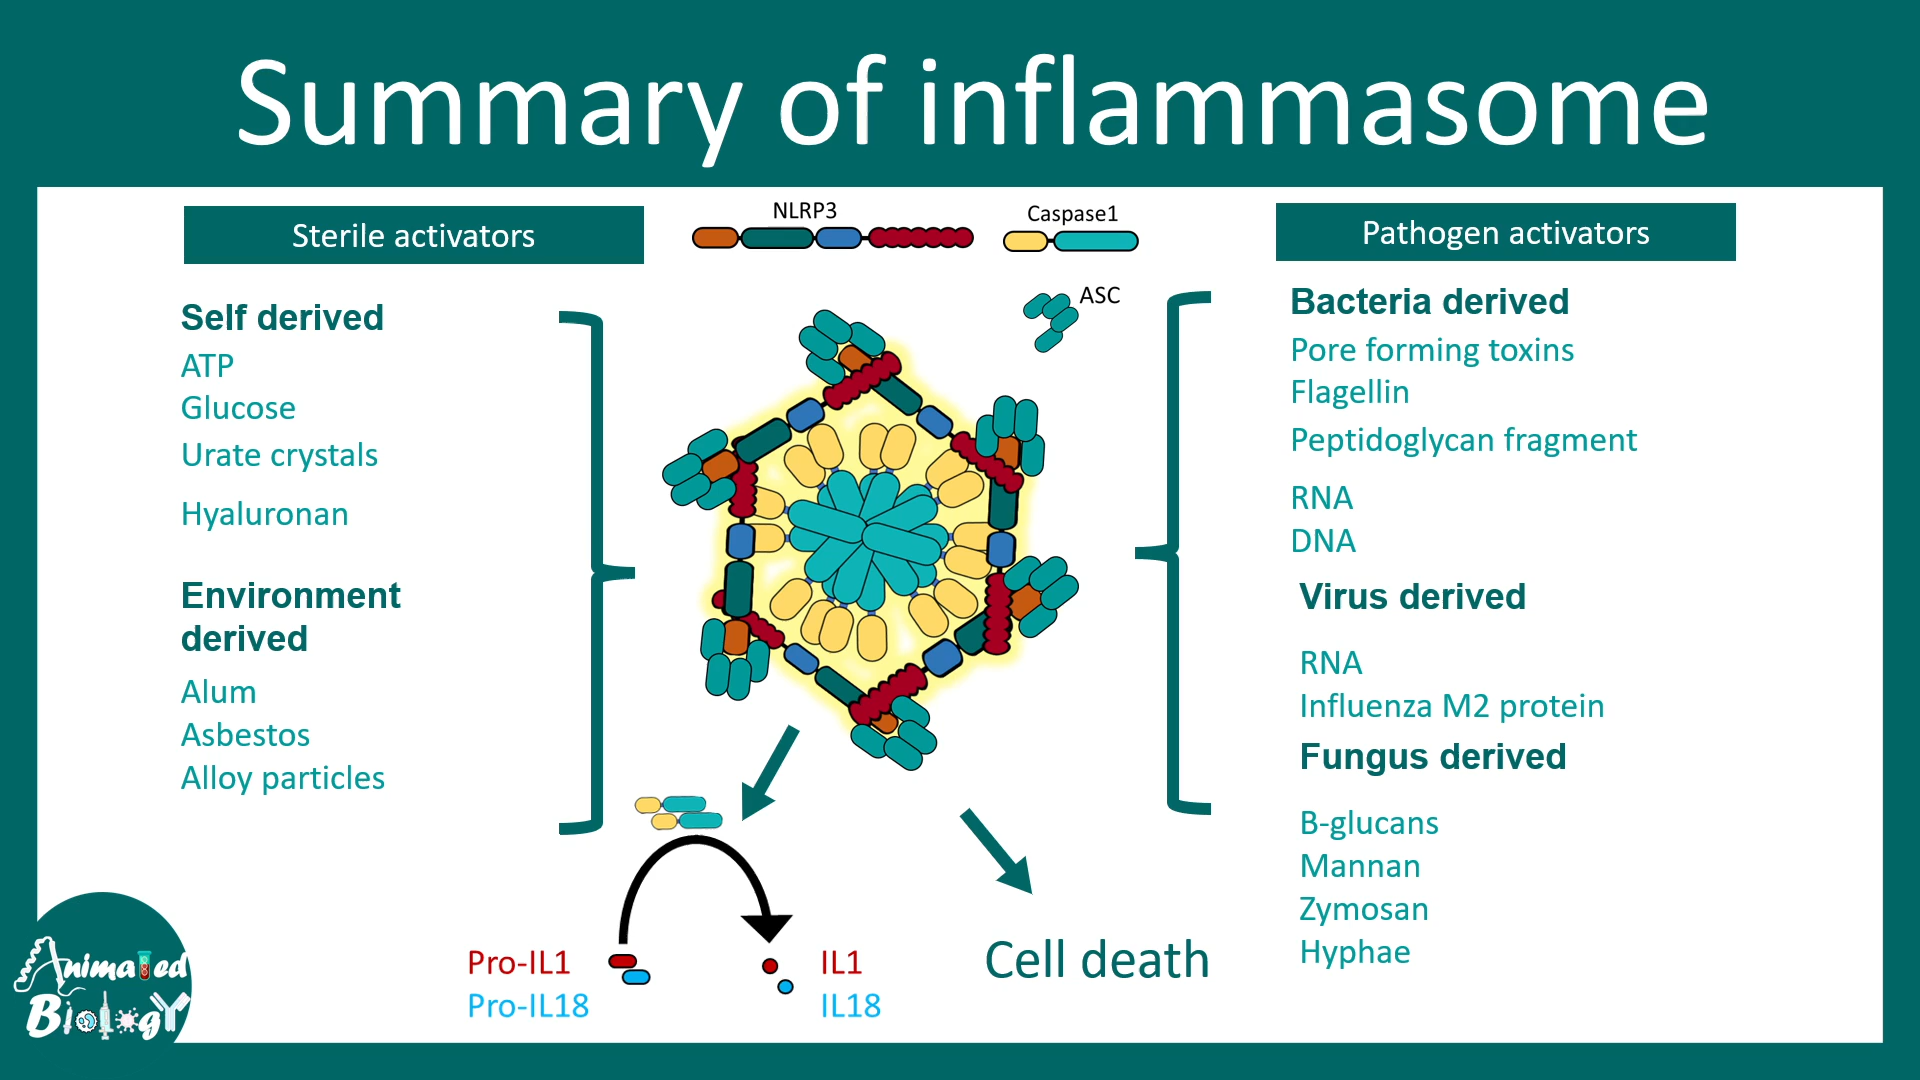 Summary of inflammasome
Sterile activators
Self derived
ATP
Glucose
Urate crystals
Hyaluronan
Environment
derived
Alum
Asbestos
Alloy particles
NLRP3
Caspase1
ASC
Pro-IL1
Pro-IL18
IL1
IL18
Cell death
Pathogen activators
Bacteria derived
Pore forming toxins
Flagellin
Peptidoglycan fragment
RNA
DNA
Virus derived
RNA
Influenza M2 protein
Fungus derived
B-glucans
Mannan
Zymosan
Hyphae
Animated
Biology